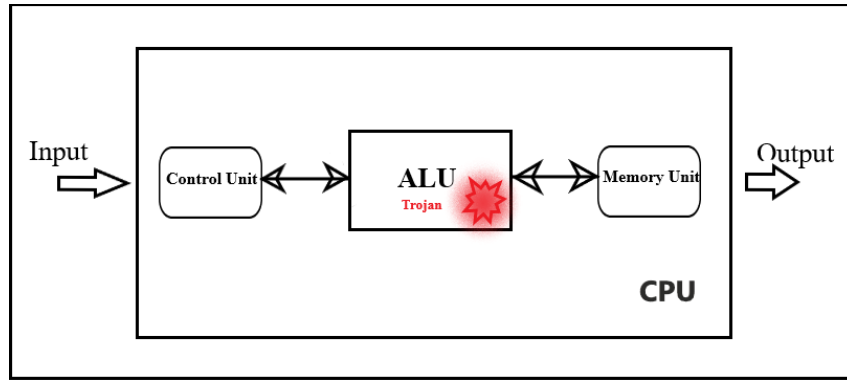 Input
Control Unit
ALU
Trojan
Memory Unit
Output
CPU